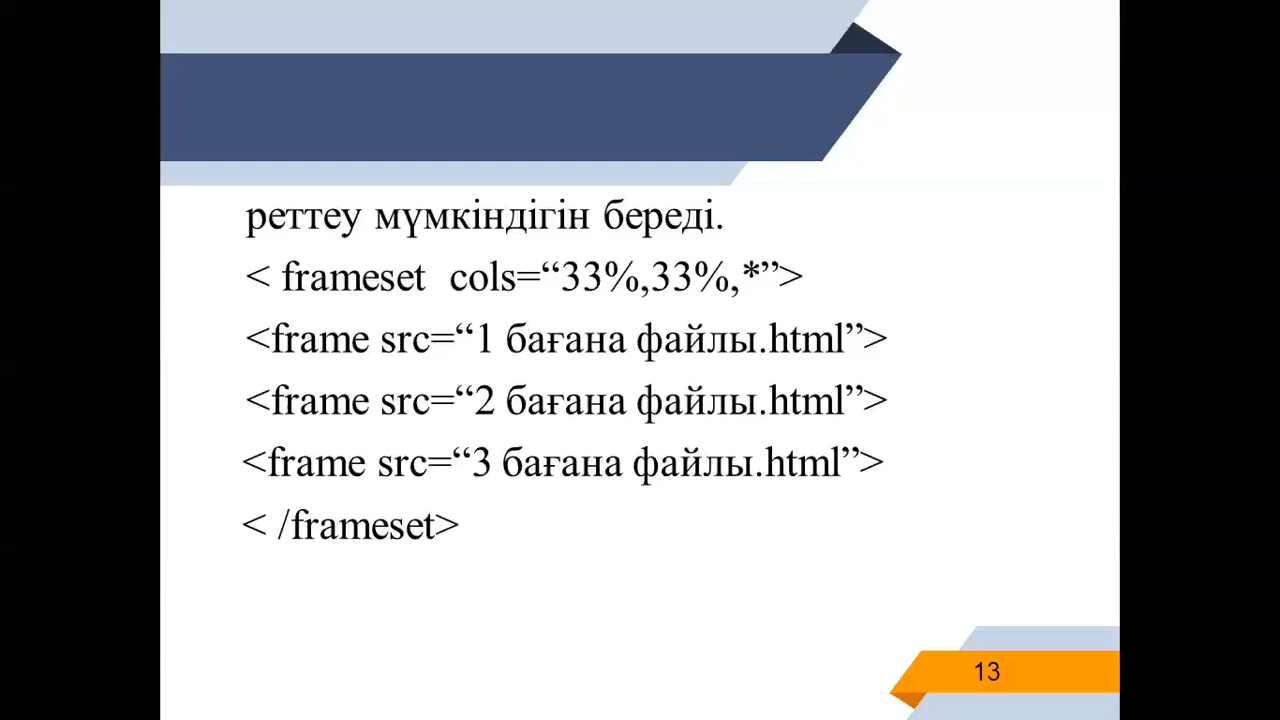 реттеу мүмкіндігін береді.
< frameset  cols=“33%,33%,*”>
<frame src=“1 бағана файлы.html”>
<frame src=“2 бағана файлы.html”>
<frame src=“3 бағана файлы.html”>
< /frameset>
13